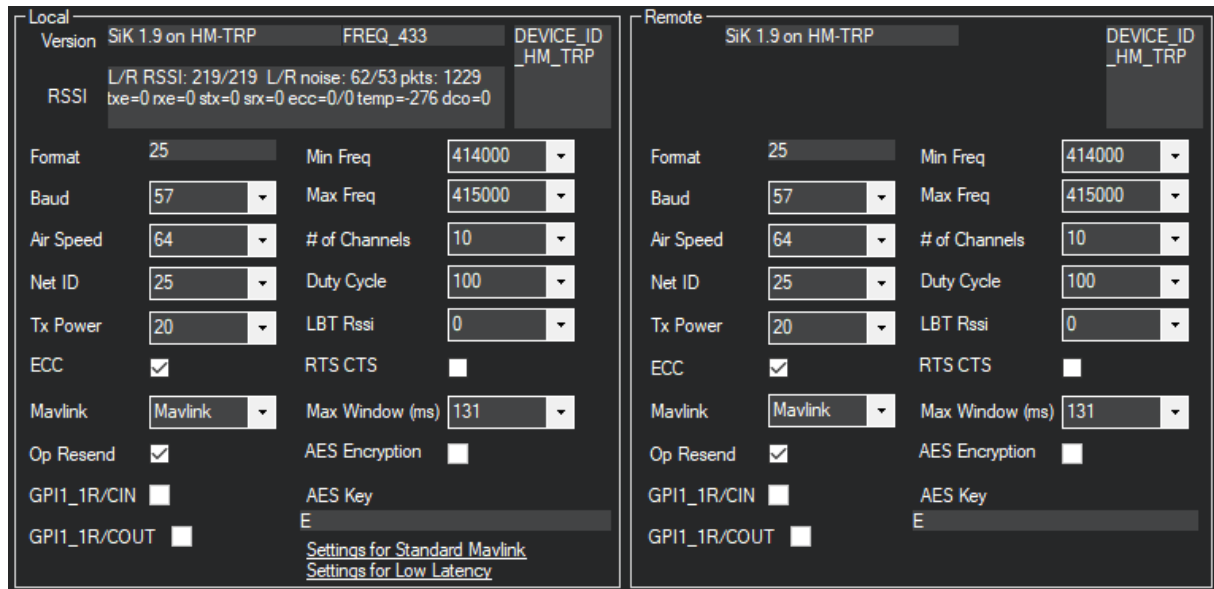 Local
Version SiK 1.9 on HM-TRP FREQ_433 DEVICE_ID
_HM_TRP
RSSI L/R RSSI: 219/219 L/R noise: 62/53 pkts: 1229
txe=0 rxe=0 stx=0 srx=0 ecc=0/0 temp=-276 dco=0
Format 25 Min Freq 414000
Baud 57 Max Freq 415000
Air Speed 64 # of Channels 10
Net ID 25 Duty Cycle 100
Tx Power 20 LBT Rssi 0
ECC RTS CTS
Mavlink Mavlink Max Window (ms) 131
Op Resend AES Encryption
GPI1_1R/CIN AES Key
E
GPI1_1R/COUT
Settings for Standard Mavlink
Settings for Low Latency
Remote
SiK 1.9 on HM-TRP DEVICE_ID
_HM_TRP
Format 25 Min Freq 414000
Baud 57 Max Freq 415000
Air Speed 64 # of Channels 10
Net ID 25 Duty Cycle 100
Tx Power 20 LBT Rssi 0
ECC RTS CTS
Mavlink Mavlink Max Window (ms) 131
Op Resend AES Encryption
GPI1_1R/CIN AES Key
E
GPI1_1R/COUT